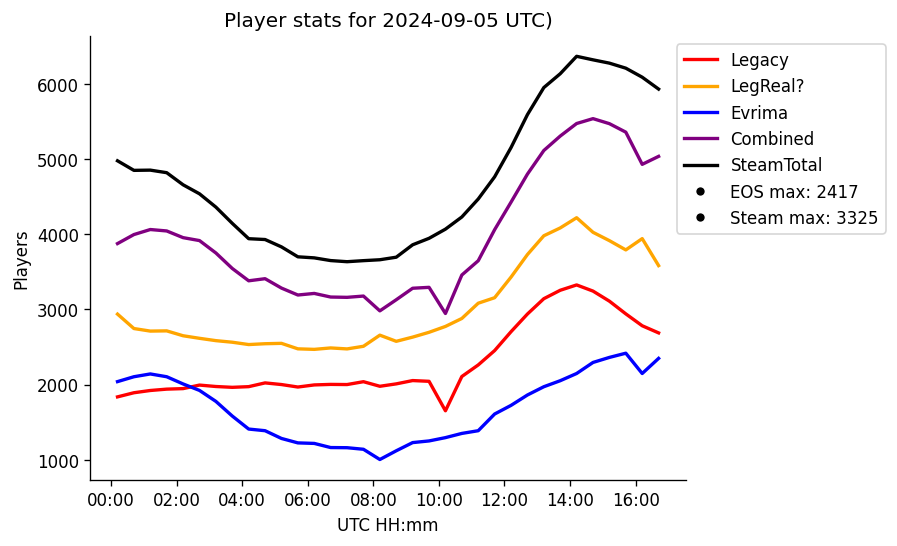 Player stats for 2024-09-05 UTC)
Legacy
LegReal?
Evrima
Combined
SteamTotal
EOS max: 2417
Steam max: 3325
Players
6000
5000
4000
3000
2000
1000
00:00 02:00 04:00 06:00 08:00 10:00 12:00 14:00 16:00
UTC HH:mm